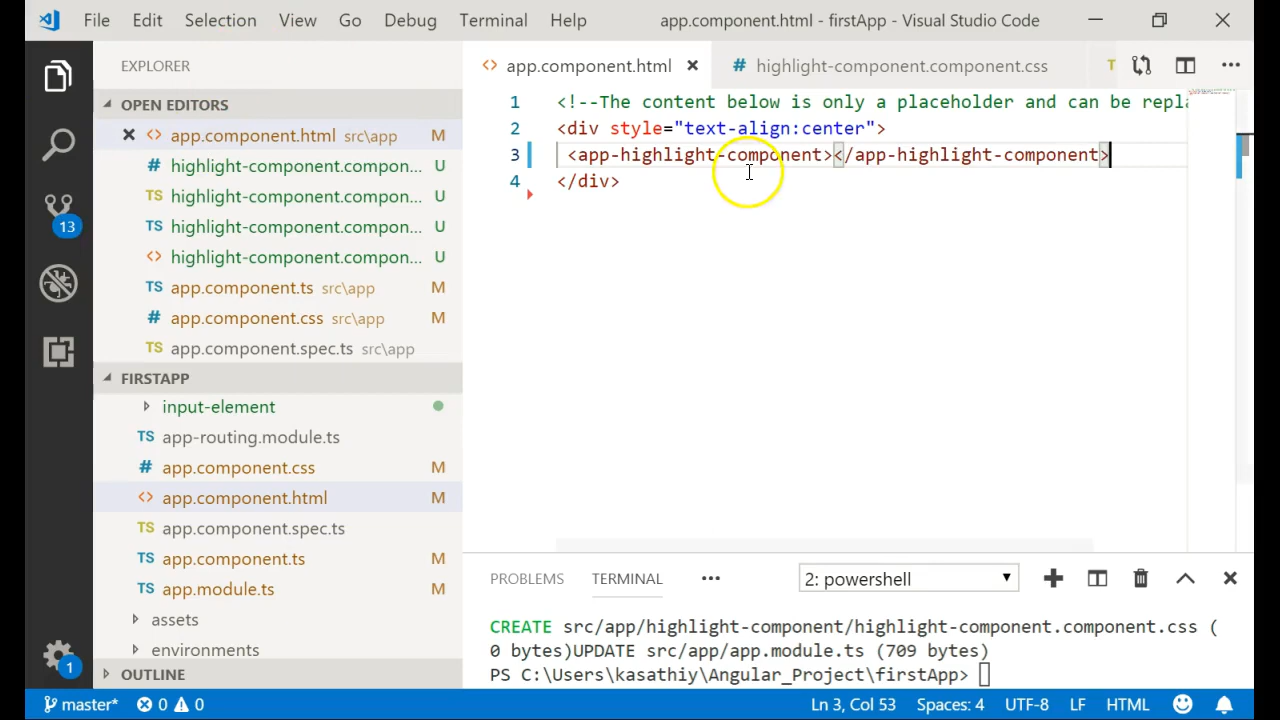 File Edit Selection View Go Debug Terminal Help app.component.html - firstApp - Visual Studio Code
EXPLORER
OPEN EDITORS
app.component.html src\app M
highlight-component.compon... U
TS highlight-component.compon... U
TS highlight-component.compon... U
highlight-component.compon... U
TS app.component.ts src\app M
# app.component.css src\app M
TS app.component.spec.ts src\app
FIRSTAPP
input-element
TS app-routing.module.ts
# app.component.css M
app.component.html M
TS app.component.spec.ts
TS app.component.ts M
TS app.module.ts M
assets
environments
OUTLINE
13
1
app.component.html # highlight-component.component.css T
1 <!--The content below is only a placeholder and can be repla
2 <div style="text-align:center">
3 <app-highlight-component></app-highlight-component>
4 </div>
PROBLEMS TERMINAL ... 2: powershell
CREATE src/app/highlight-component/highlight-component.component.css (
0 bytes)UPDATE src/app/app.module.ts (709 bytes)
PS C:\Users\kasathiy\Angular_Project\firstApp>
master* 0 0 Ln 3, Col 53 Spaces: 4 UTF-8 LF HTML